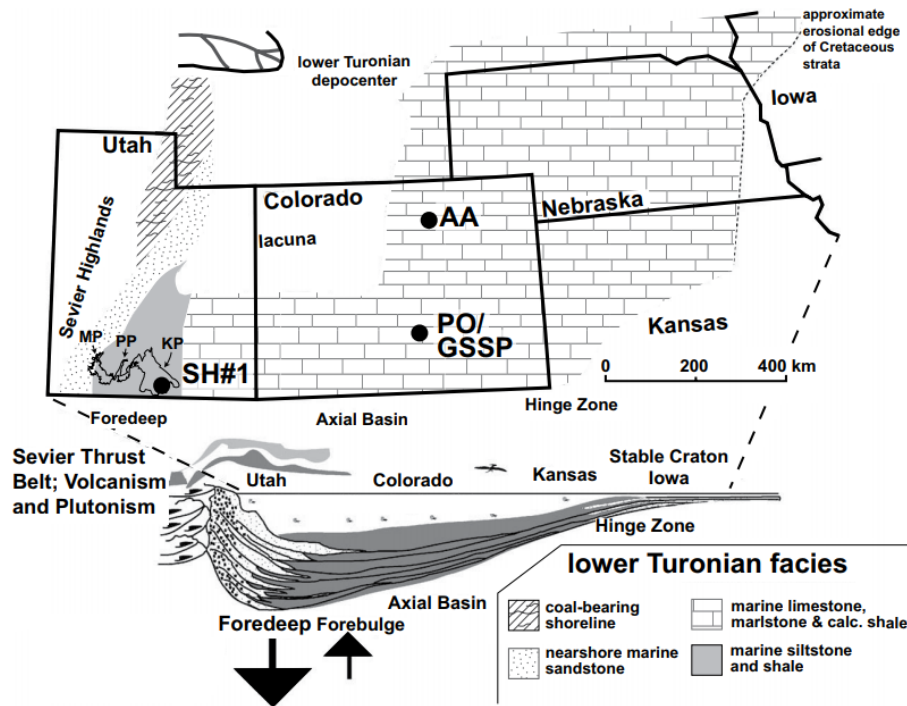 approximate
erosional edge
of Cretaceous
strata
lower Turonian
depocenter
Iowa
Utah
Colorado
lacuna
AA
Nebraska
Sevier Highlands
MP
PP
KP
SH#1
PO/
GSSP
Kansas
0 200 400 km
Foredeep
Axial Basin
Hinge Zone
Sevier Thrust
Belt; Volcanism
and Plutonism
Utah
Colorado
Kansas
Stable Craton
Iowa
Hinge Zone
Axial Basin
Foredeep Forebulge
lower Turonian facies
coal-bearing
shoreline
marine limestone,
marlstone & calc. shale
nearshore marine
sandstone
marine siltstone
and shale